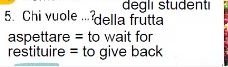 degli studenti
5. Chi vuole ...?della frutta
aspettare = to wait for
restituire = to give back